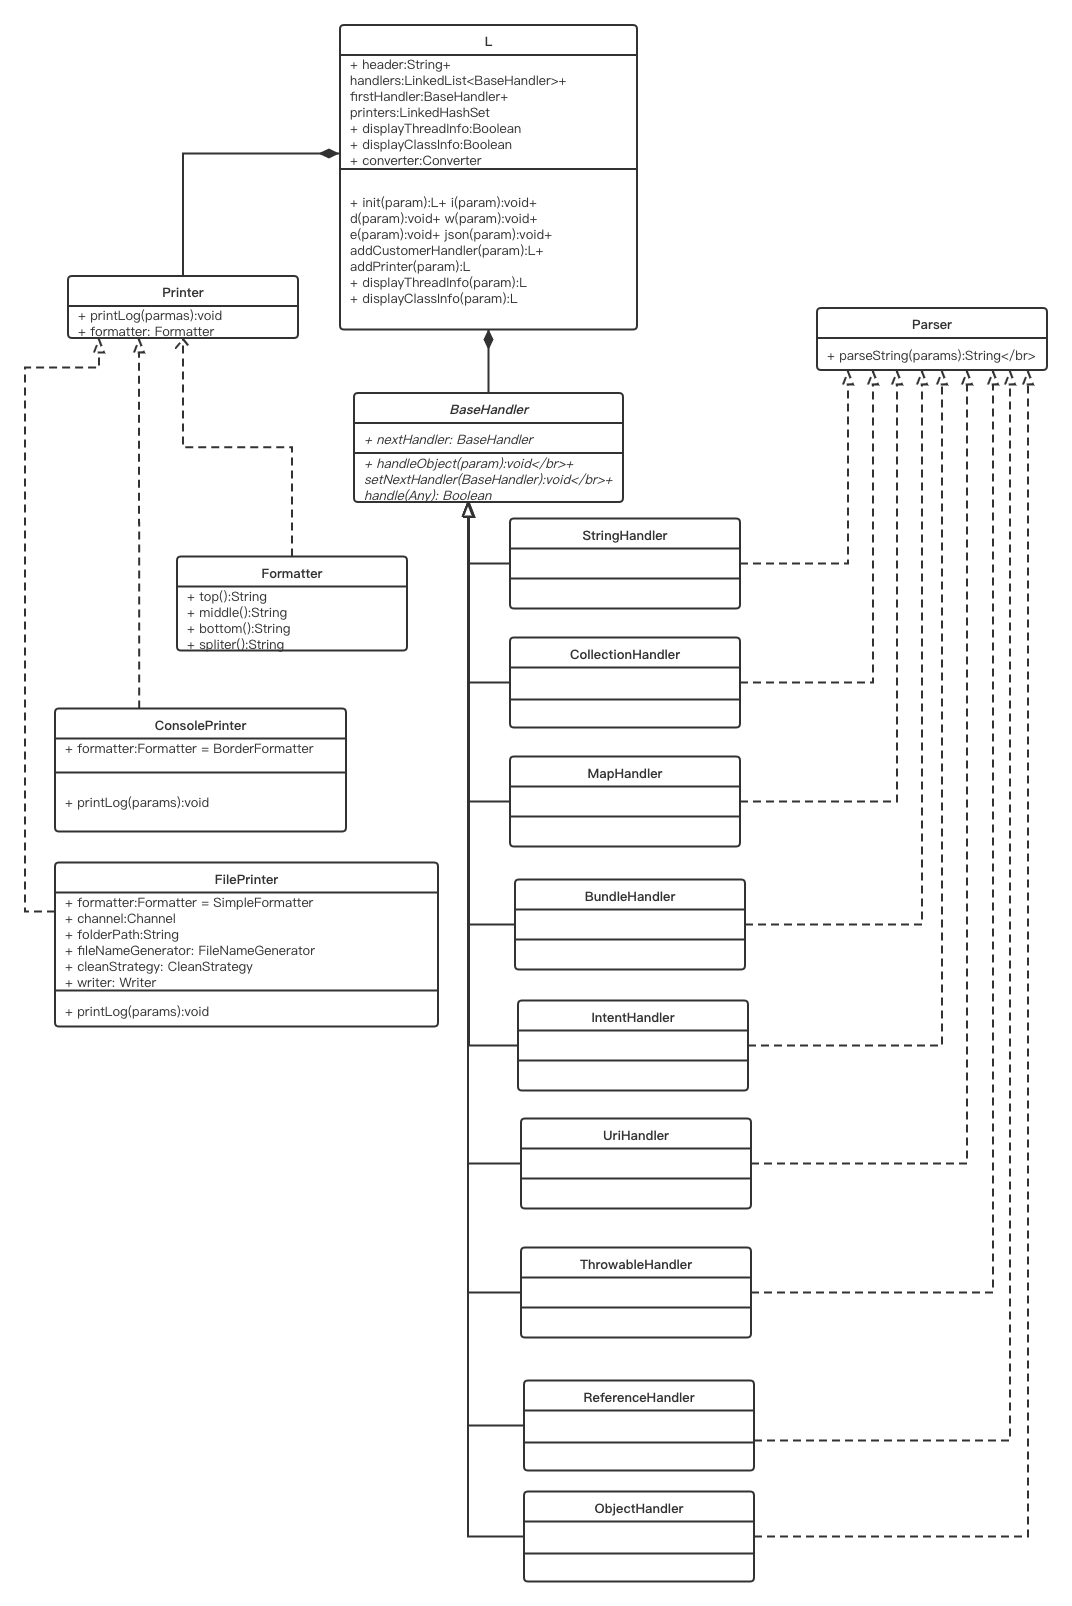 L
+ header:String+
handlers:LinkedList<BaseHandler>+
firstHandler:BaseHandler+
printers:LinkedHashSet
+ displayThreadInfo:Boolean
+ displayClassInfo:Boolean
+ converter:Converter
+ init(param):L+ i(param):void+
d(param):void+ w(param):void+
e(param):void+ json(param):void+
addCustomerHandler(param):L+
addPrinter(param):L
+ displayThreadInfo(param):L
+ displayClassInfo(param):L
Printer
+ printLog(parmas):void
+ formatter: Formatter
Parser
+ parseString(params):String</br>
BaseHandler
+ nextHandler: BaseHandler
+ handleObject(param):void</br>+
setNextHandler(BaseHandler):void</br>+
handle(Any): Boolean
StringHandler
Formatter
+ top():String
+ middle():String
+ bottom():String
+ spliter():String
CollectionHandler
ConsolePrinter
+ formatter:Formatter = BorderFormatter
+ printLog(params):void
MapHandler
FilePrinter
+ formatter:Formatter = SimpleFormatter
+ channel:Channel
+ folderPath:String
+ fileNameGenerator: FileNameGenerator
+ cleanStrategy: CleanStrategy
+ writer: Writer
+ printLog(params):void
BundleHandler
IntentHandler
UriHandler
ThrowableHandler
ReferenceHandler
ObjectHandler